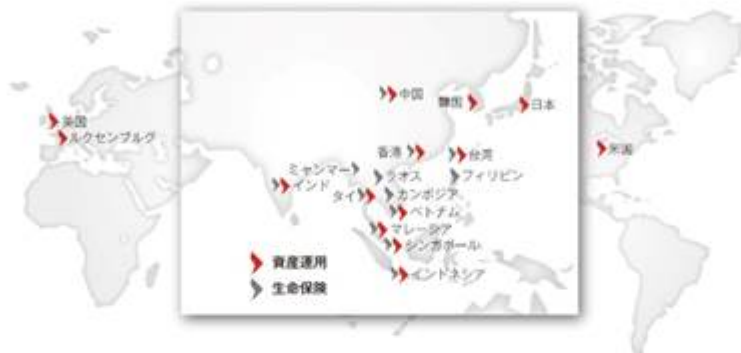 中国
韓国
日本
英国
ルクセンブルグ
香港
台湾
米国
ミャンマー
ラオス
フィリピン
インド
タイ
カンボジア
ベトナム
マレーシア
シンガポール
資産運用
生命保険
インドネシア